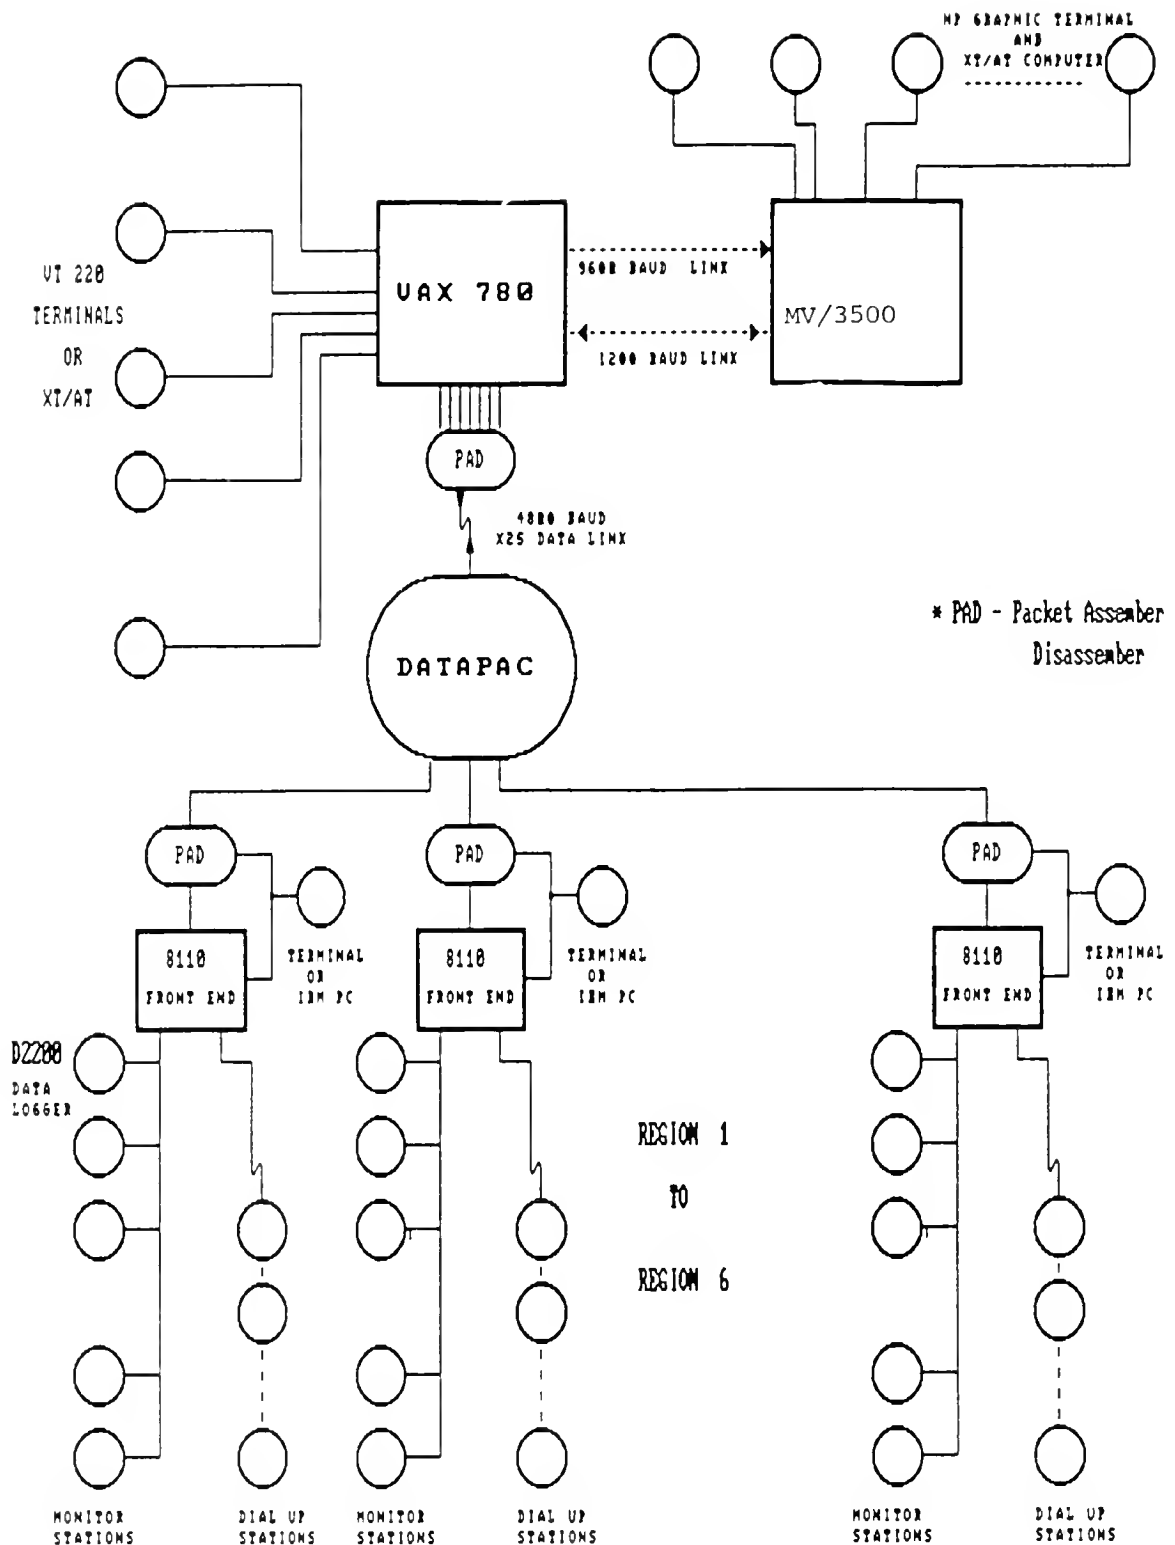 HP GRAPHIC TERMINAL
AND
XT/AT COMPUTER
VT 220
TERMINALS
OR
XT/AT
VAX 780
9600 BAUD LINK
MV/3500
1200 BAUD LINK
PAD
4800 BAUD
X25 DATA LINK
* PAD - Packet Assember
Disassember
DATAPAC
PAD
PAD
PAD
8110
FRONT END
TERMINAL
OR
IBM PC
8110
FRONT END
TERMINAL
OR
IBM PC
8110
FRONT END
TERMINAL
OR
IBM PC
D2200
DATA
LOGGER
REGION 1
TO
REGION 6
MONITOR
STATIONS
DIAL UP
STATIONS
MONITOR
STATIONS
DIAL UP
STATIONS
MONITOR
STATIONS
DIAL UP
STATIONS